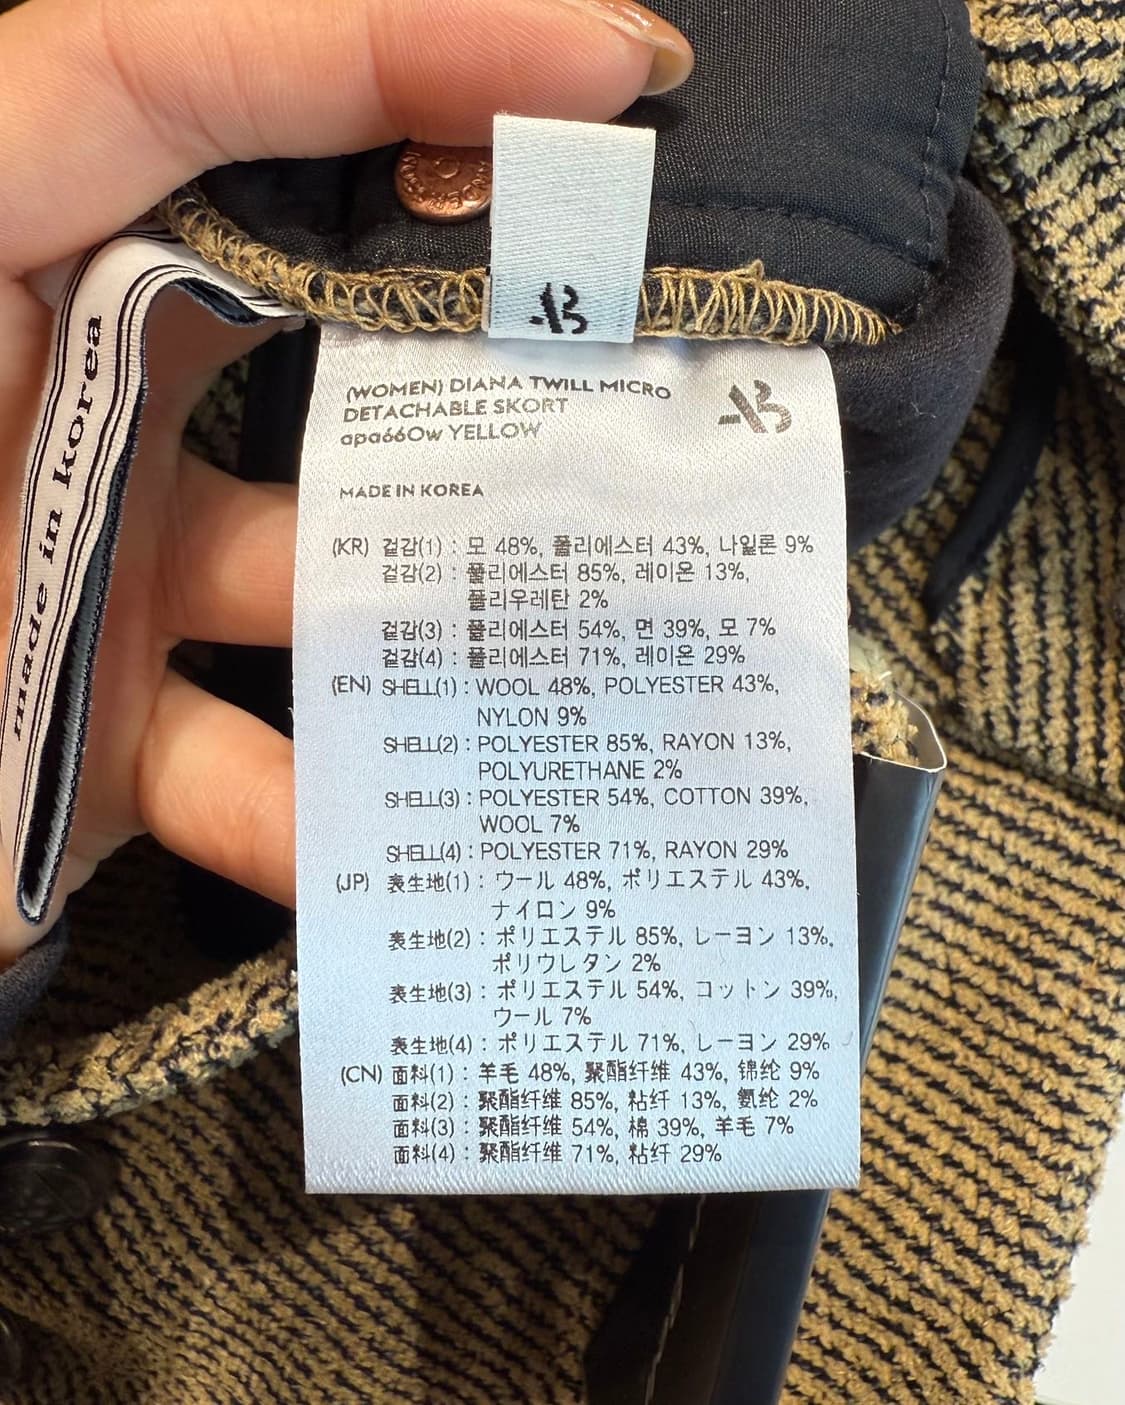 made in korea
AB
(WOMEN) DIANA TWILL MICRO
DETACHABLE SKORT
apa660w YELLOW
AB
MADE IN KOREA
(KR) 겉감(1) : 모 48%, 폴리에스터 43%, 나일론 9%
겉감(2) : 폴리에스터 85%, 레이온 13%,
폴리우레탄 2%
겉감(3) : 폴리에스터 54%, 면 39%, 모 7%
겉감(4) : 폴리에스터 71%, 레이온 29%
(EN) SHELL(1) : WOOL 48%, POLYESTER 43%,
NYLON 9%
SHELL(2) : POLYESTER 85%, RAYON 13%,
POLYURETHANE 2%
SHELL(3) : POLYESTER 54%, COTTON 39%,
WOOL 7%
SHELL(4) : POLYESTER 71%, RAYON 29%
(JP) 表生地(1) : ウール 48%, ポリエステル 43%,
ナイロン 9%
表生地(2) : ポリエステル 85%, レーヨン 13%,
ポリウレタン 2%
表生地(3) : ポリエステル 54%, コットン 39%,
ウール 7%
表生地(4) : ポリエステル 71%, レーヨン 29%
(CN) 面料(1) : 羊毛 48%, 聚酯纤维 43%, 锦纶 9%
面料(2) : 聚酯纤维 85%, 粘纤 13%, 氨纶 2%
面料(3) : 聚酯纤维 54%, 棉 39%, 羊毛 7%
面料(4) : 聚酯纤维 71%, 粘纤 29%